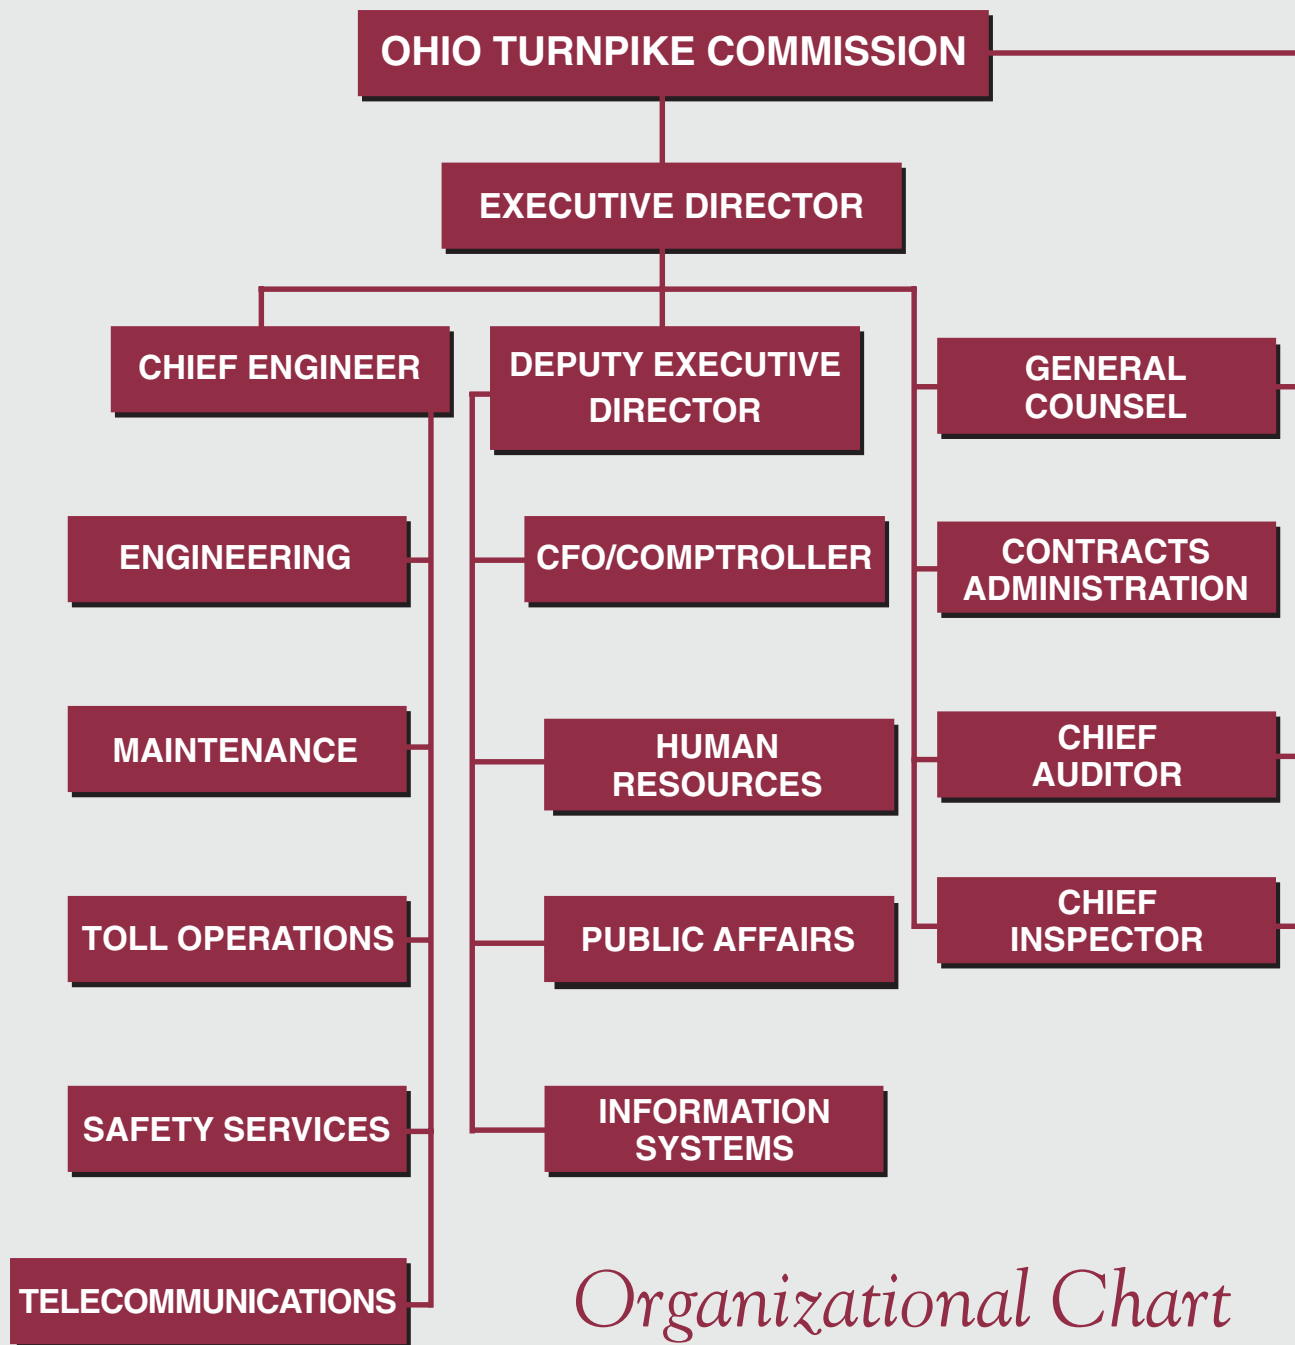 OHIO TURNPIKE COMMISSION
EXECUTIVE DIRECTOR
CHIEF ENGINEER
DEPUTY EXECUTIVE
DIRECTOR
GENERAL
COUNSEL
ENGINEERING
CFO/COMPTROLLER
CONTRACTS
ADMINISTRATION
MAINTENANCE
HUMAN
RESOURCES
CHIEF
AUDITOR
TOLL OPERATIONS
PUBLIC AFFAIRS
CHIEF
INSPECTOR
SAFETY SERVICES
INFORMATION
SYSTEMS
TELECOMMUNICATIONS
Organizational Chart